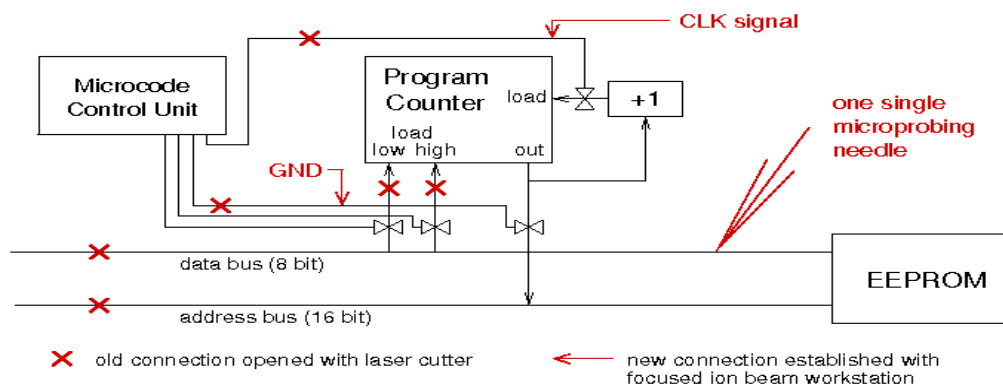 CLK signal
Microcode
Control Unit
Program
Counter
load
+1
one single
microprobing
needle
load
low high
out
GND
data bus (8 bit)
EEPROM
address bus (16 bit)
old connection opened with laser cutter
new connection established with
focused ion beam workstation